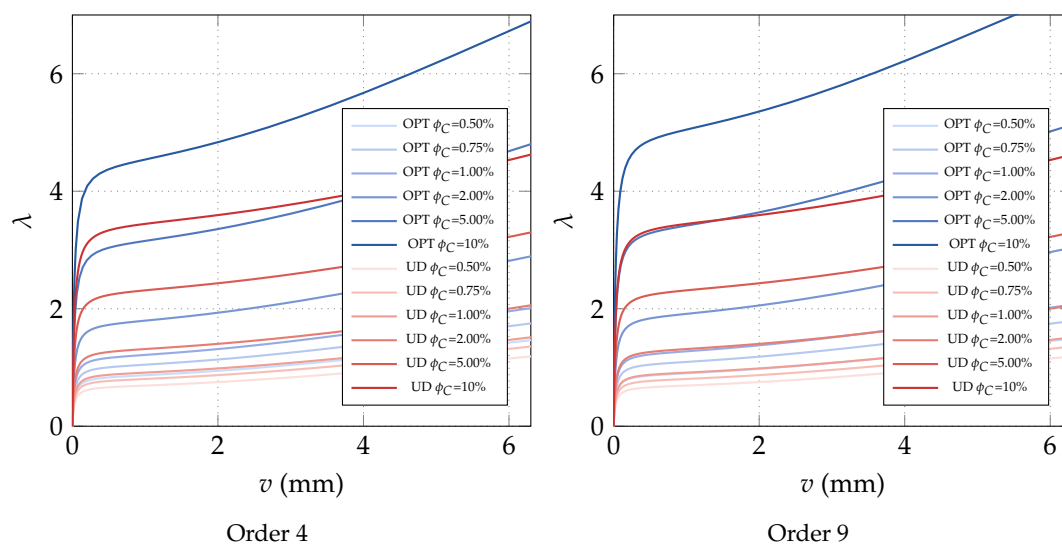 6
4
2
0
λ
OPT ϕC=0.50%
OPT ϕC=0.75%
OPT ϕC=1.00%
OPT ϕC=2.00%
OPT ϕC=5.00%
OPT ϕC=10%
UD ϕC=0.50%
UD ϕC=0.75%
UD ϕC=1.00%
UD ϕC=2.00%
UD ϕC=5.00%
UD ϕC=10%
0 2 4 6
v (mm)
Order 4
6
4
2
0
λ
OPT ϕC=0.50%
OPT ϕC=0.75%
OPT ϕC=1.00%
OPT ϕC=2.00%
OPT ϕC=5.00%
OPT ϕC=10%
UD ϕC=0.50%
UD ϕC=0.75%
UD ϕC=1.00%
UD ϕC=2.00%
UD ϕC=5.00%
UD ϕC=10%
0 2 4 6
v (mm)
Order 9